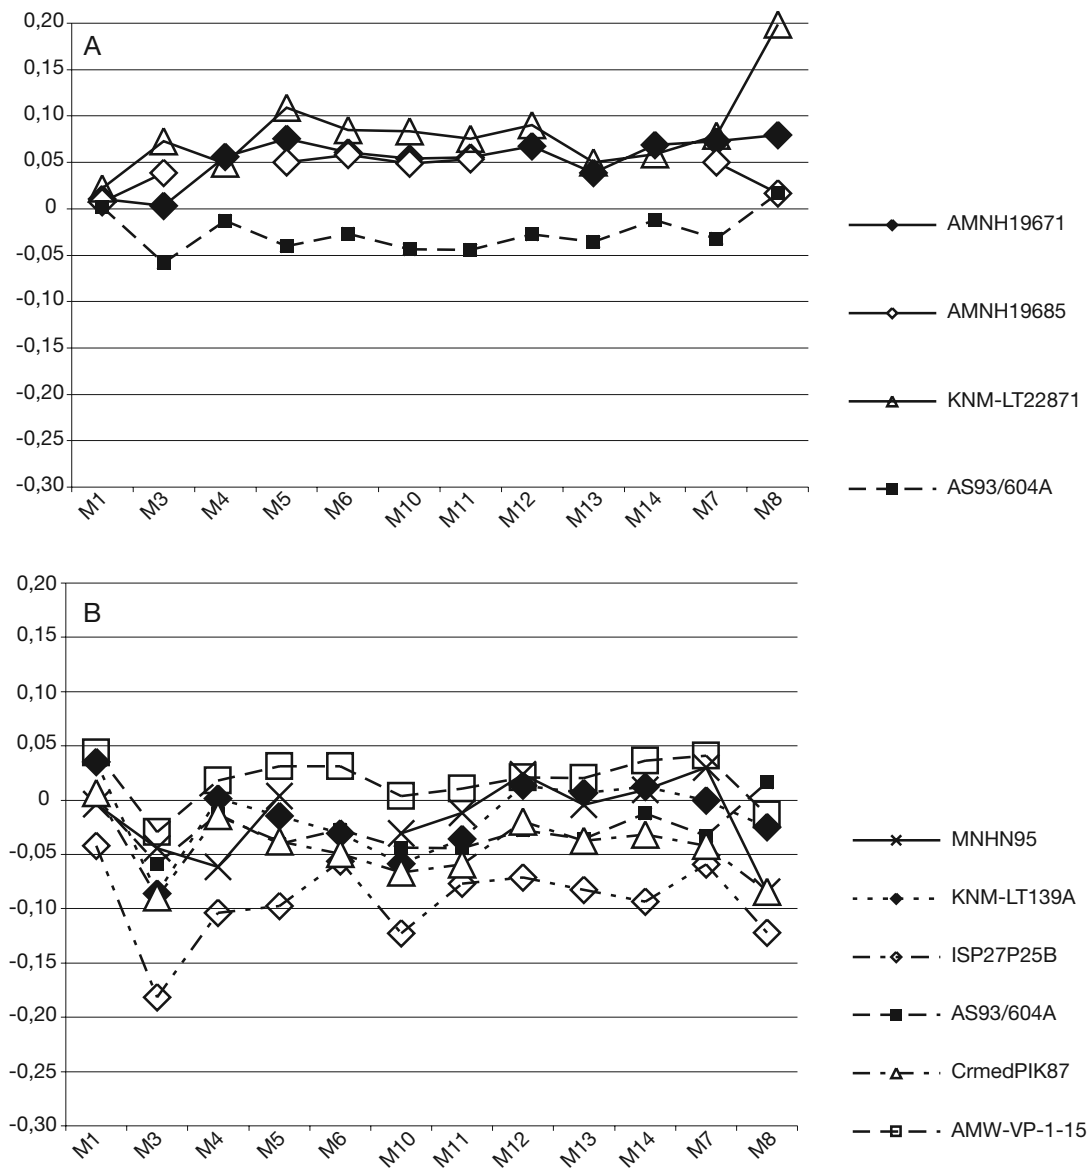 A
0,20
0,15
0,10
0,05
0
-0,05
-0,10
-0,15
-0,20
-0,25
-0,30
M1 M3 M4 M5 M6 M10 M11 M12 M13 M14 M7 M8
AMNH19671
AMNH19685
KNM-LT22871
AS93/604A
B
0,20
0,15
0,10
0,05
0
-0,05
-0,10
-0,15
-0,20
-0,25
-0,30
M1 M3 M4 M5 M6 M10 M11 M12 M13 M14 M7 M8
MNHN95
KNM-LT139A
ISP27P25B
AS93/604A
CrmedPIK87
AMW-VP-1-15